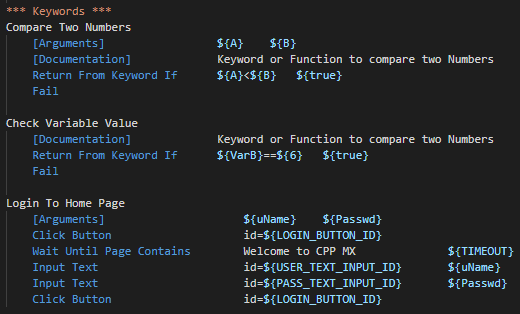 *** Keywords ***
Compare Two Numbers
[Arguments] ${A} ${B}
[Documentation] Keyword or Function to compare two Numbers
Return From Keyword If ${A}<${B} ${true}
Fail
Check Variable Value
[Documentation] Keyword or Function to compare two Numbers
Return From Keyword If ${VarB}==${6} ${true}
Fail
Login To Home Page
[Arguments] ${uName} ${Passwd}
Click Button id=${LOGIN_BUTTON_ID}
Wait Until Page Contains Welcome to CPP MX ${TIMEOUT}
Input Text id=${USER_TEXT_INPUT_ID} ${uName}
Input Text id=${PASS_TEXT_INPUT_ID} ${Passwd}
Click Button id=${LOGIN_BUTTON_ID}